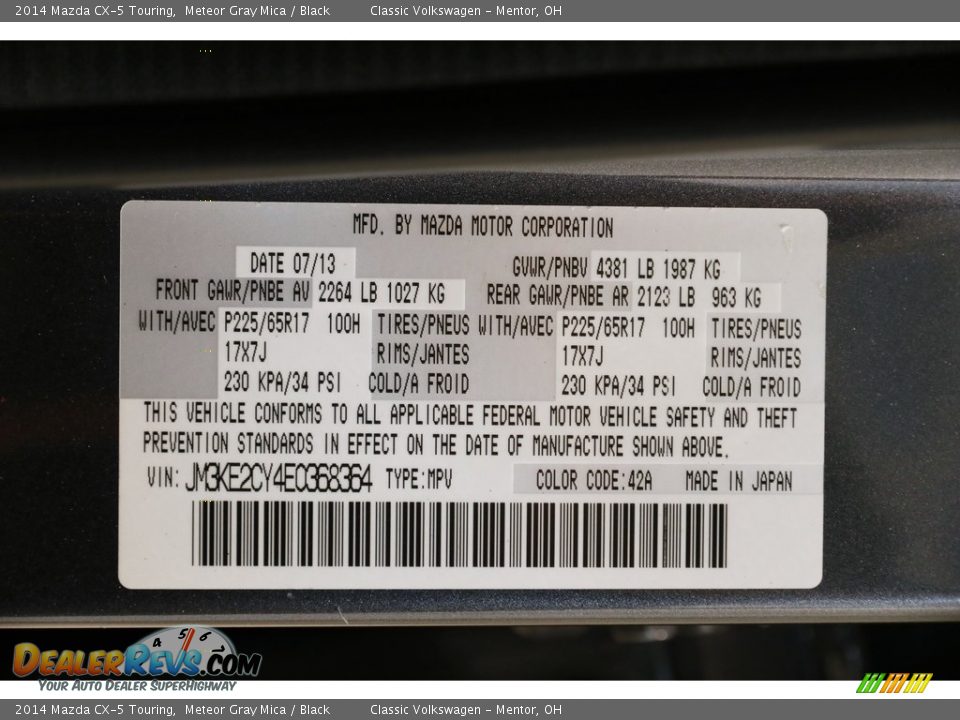 2014 Mazda CX-5 Touring, Meteor Gray Mica / Black Classic Volkswagen - Mentor, OH
MFD. BY MAZDA MOTOR CORPORATION
DATE 07/13 GVWR/PNBV 4381 LB 1987 KG
FRONT GAWR/PNBE AV 2264 LB 1027 KG REAR GAWR/PNBE AR 2123 LB 963 KG
WITH/AVEC P225/65R17 100H TIRES/PNEUS WITH/AVEC P225/65R17 100H TIRES/PNEUS
17X7J RIMS/JANTES 17X7J RIMS/JANTES
230 KPA/34 PSI COLD/A FROID 230 KPA/34 PSI COLD/A FROID
THIS VEHICLE CONFORMS TO ALL APPLICABLE FEDERAL MOTOR VEHICLE SAFETY AND THEFT
PREVENTION STANDARDS IN EFFECT ON THE DATE OF MANUFACTURE SHOWN ABOVE.
VIN: JM3KE2CY4E0368364 TYPE:MPV COLOR CODE:42A MADE IN JAPAN
4 5 6
DEALERREVS.COM
YOUR AUTO DEALER SUPERHIGHWAY
2014 Mazda CX-5 Touring, Meteor Gray Mica / Black Classic Volkswagen - Mentor, OH